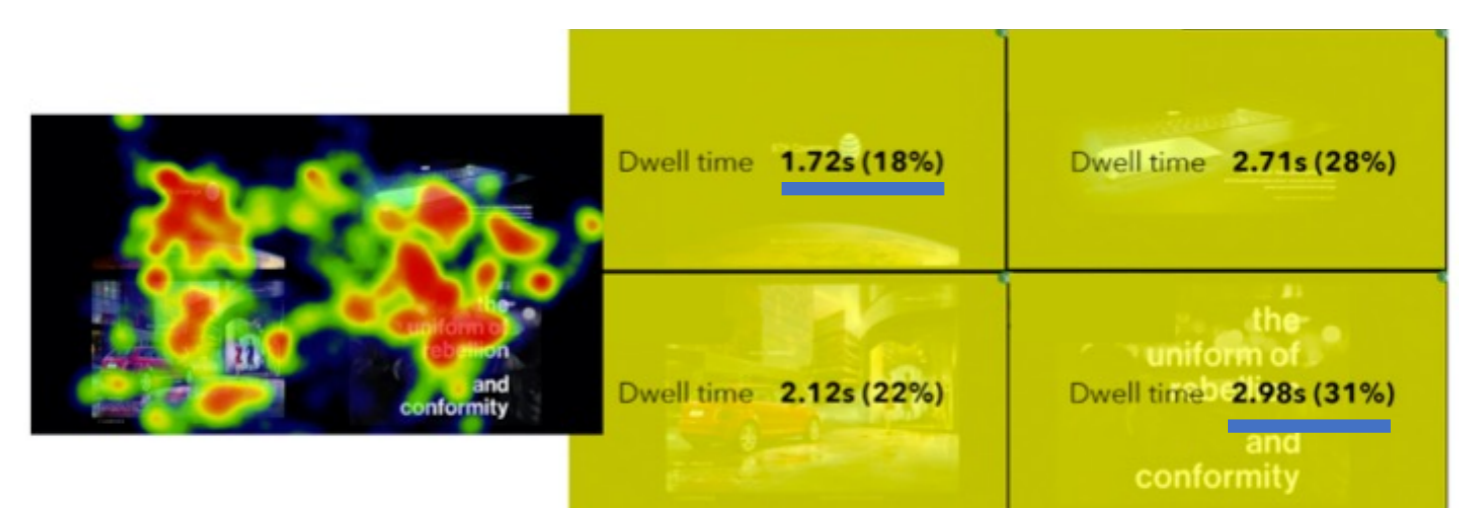 Dwell time 1.72s (18%)
Dwell time 2.71s (28%)
Dwell time 2.12s (22%)
the
uniform of
rebellion
Dwell time 2.98s (31%)
and
conformity
the
uniform of
rebellion
and
conformity